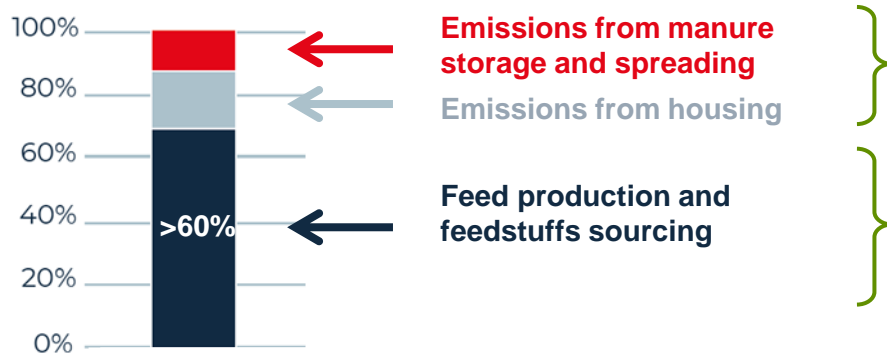 100%
80%
60%
40%
20%
0%
>60%
Emissions from manure
storage and spreading
Emissions from housing
Feed production and
feedstuffs sourcing